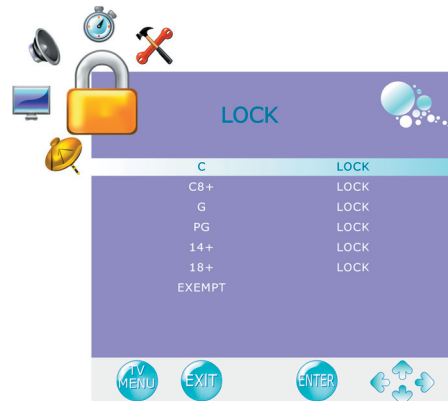 LOCK
C LOCK
C8+ LOCK
G LOCK
PG LOCK
14+ LOCK
18+ LOCK
EXEMPT
TV
MENU EXIT ENTER